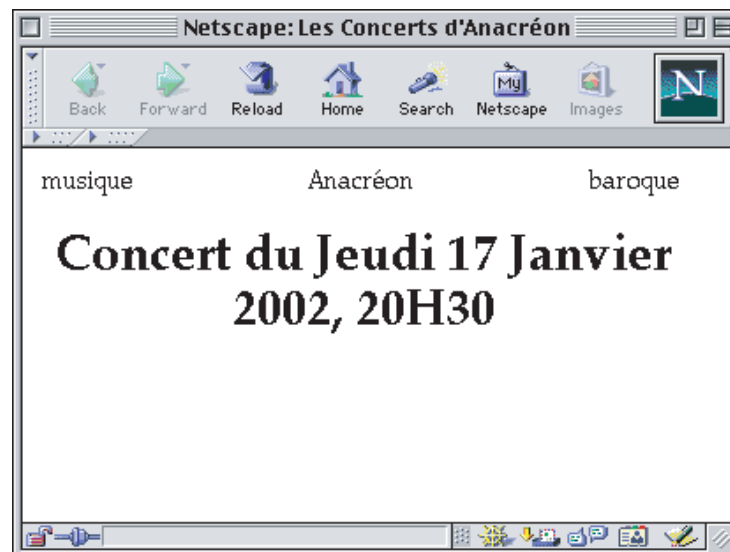 Netscape: Les Concerts d'Anacréon
Back Forward Reload Home Search Netscape Images
My
N
musique Anacréon baroque
Concert du Jeudi 17 Janvier
2002, 20H30